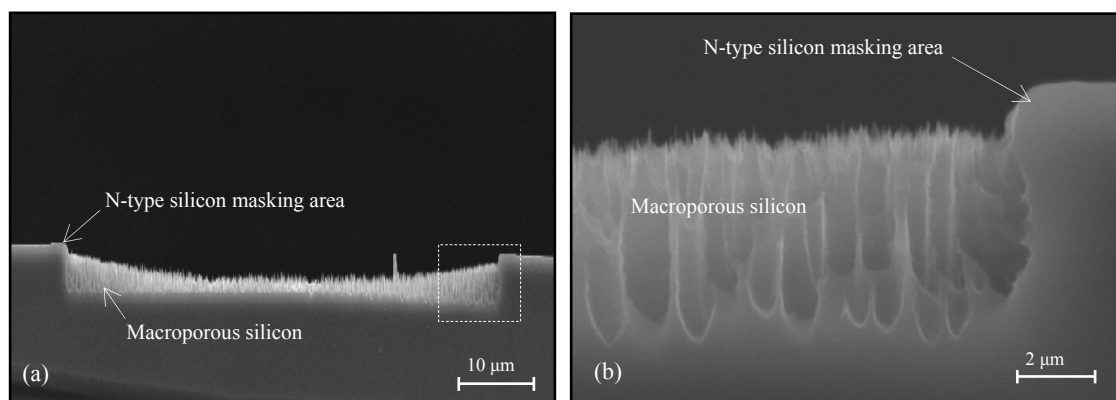 N-type silicon masking area
Macroporous silicon
(a)
10 μm
N-type silicon masking area
Macroporous silicon
(b)
2 μm